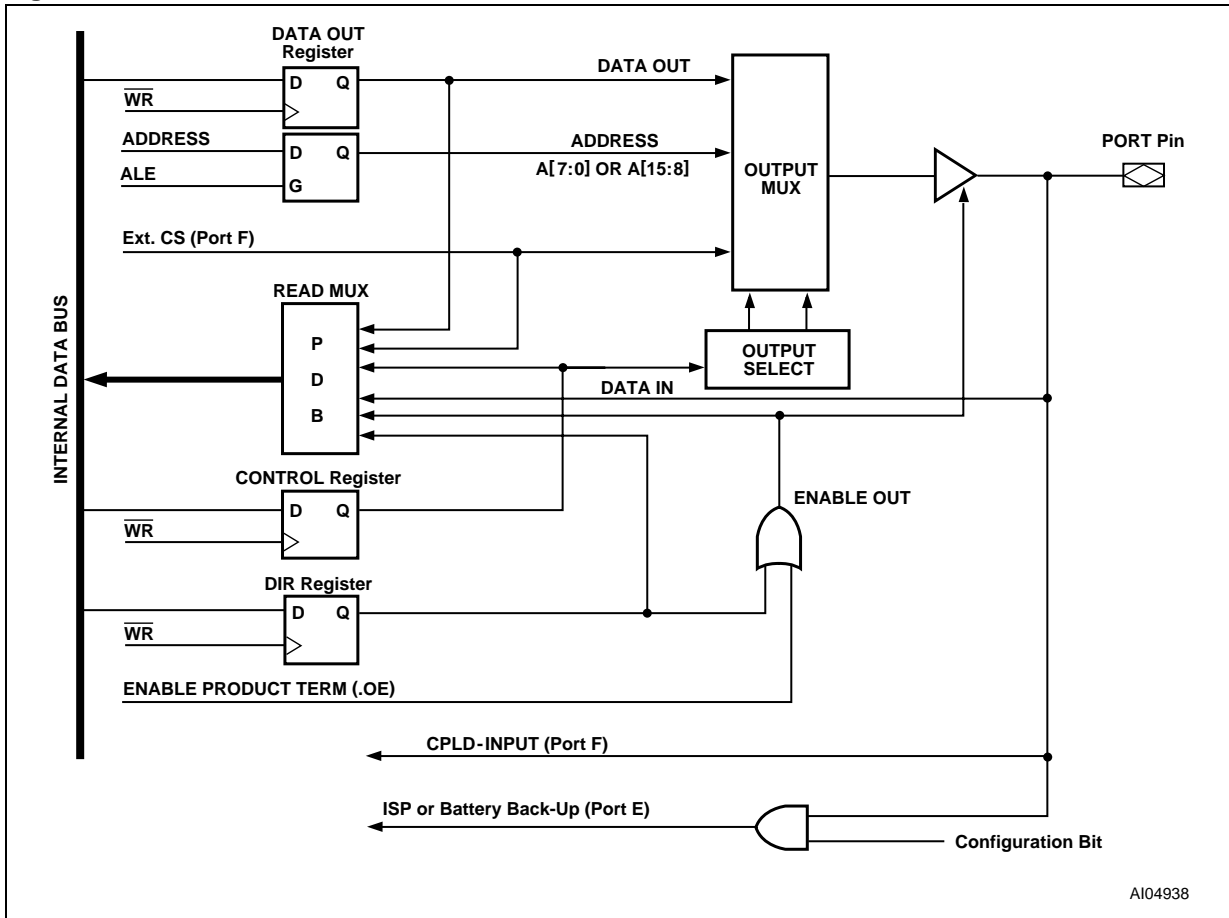 DATA OUT
Register
D Q
WR
ADDRESS
ALE
D Q
G
DATA OUT
ADDRESS
A[7:0] OR A[15:8]
OUTPUT
MUX
PORT Pin
Ext. CS (Port F)
READ MUX
P
D
B
OUTPUT
SELECT
DATA IN
INTERNAL DATA BUS
CONTROL Register
D Q
WR
ENABLE OUT
DIR Register
D Q
WR
ENABLE PRODUCT TERM (.OE)
CPLD-INPUT (Port F)
ISP or Battery Back-Up (Port E)
Configuration Bit
AI04938